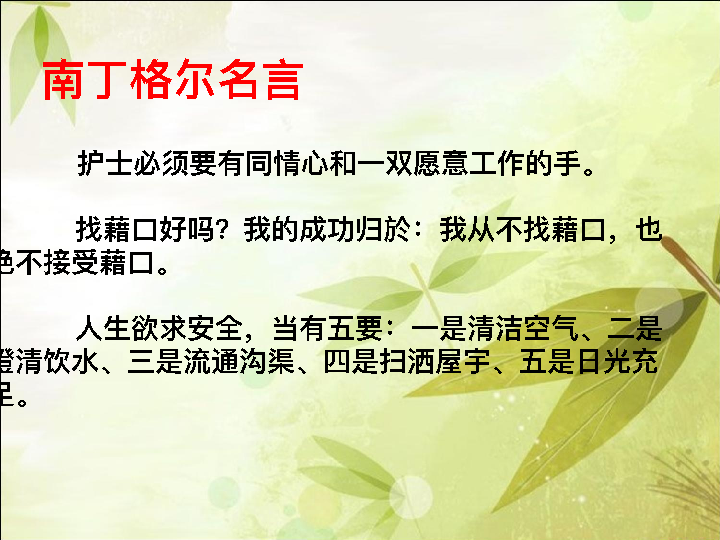 南丁格尔名言
护士必须要有同情心和一双愿意工作的手。
找藉口好吗？我的成功归於：我从不找藉口，也
绝不接受藉口。
人生欲求安全，当有五要：一是清洁空气、二是
澄清饮水、三是流通沟渠、四是扫洒屋宇、五是日光充
足。